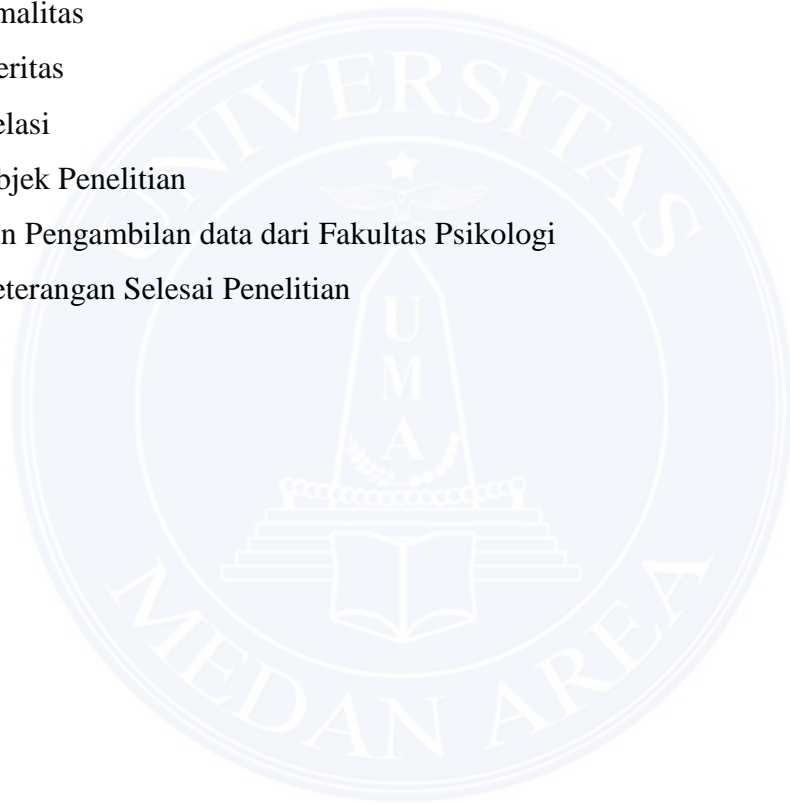 malitas
eritas
elasi
bjek Penelitian
n Pengambilan data dari Fakultas Psikologi
eterangan Selesai Penelitian
UNIVERSITAS
U
M
A
MEDAN AREA